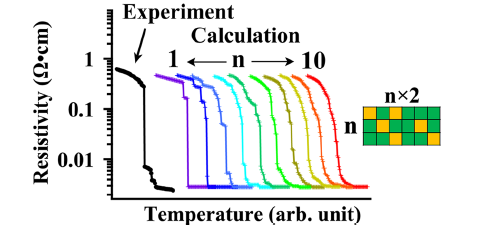 Experiment
Calculation
1 n 10
Resistivity (Ω•cm)
1
0.1
0.01
Temperature (arb. unit)
n×2
n